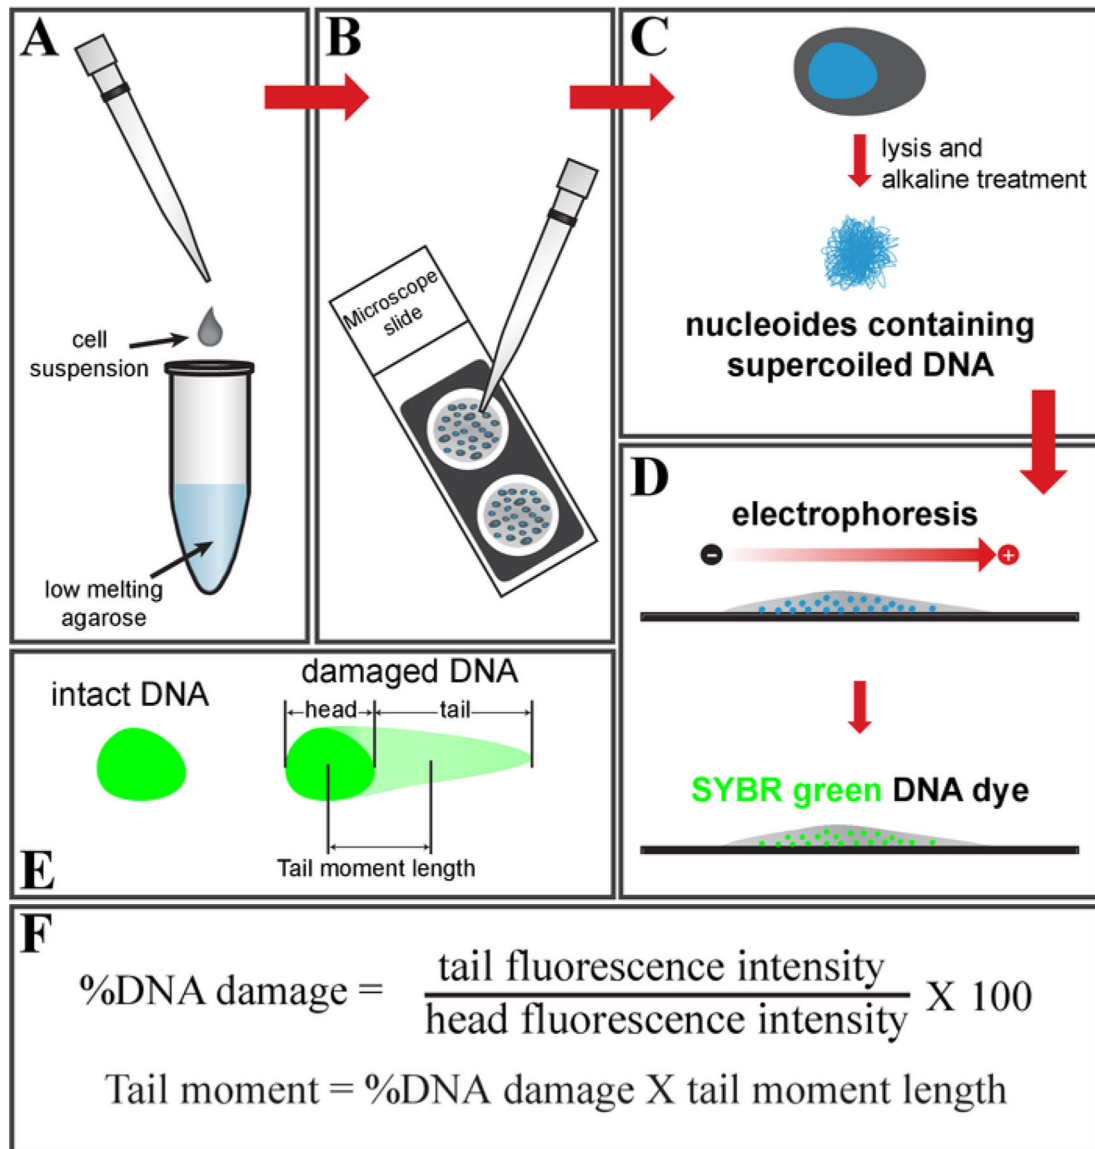 A
cell
suspension
low melting
agarose
B
Microscope
slide
C
lysis and
alkaline treatment
nucleoides containing
supercoiled DNA
D
electrophoresis
−
+
SYBR green DNA dye
intact DNA
damaged DNA
head
tail
Tail moment length
E
F
%DNA damage = tail fluorescence intensity
head fluorescence intensity X 100
Tail moment = %DNA damage X tail moment length